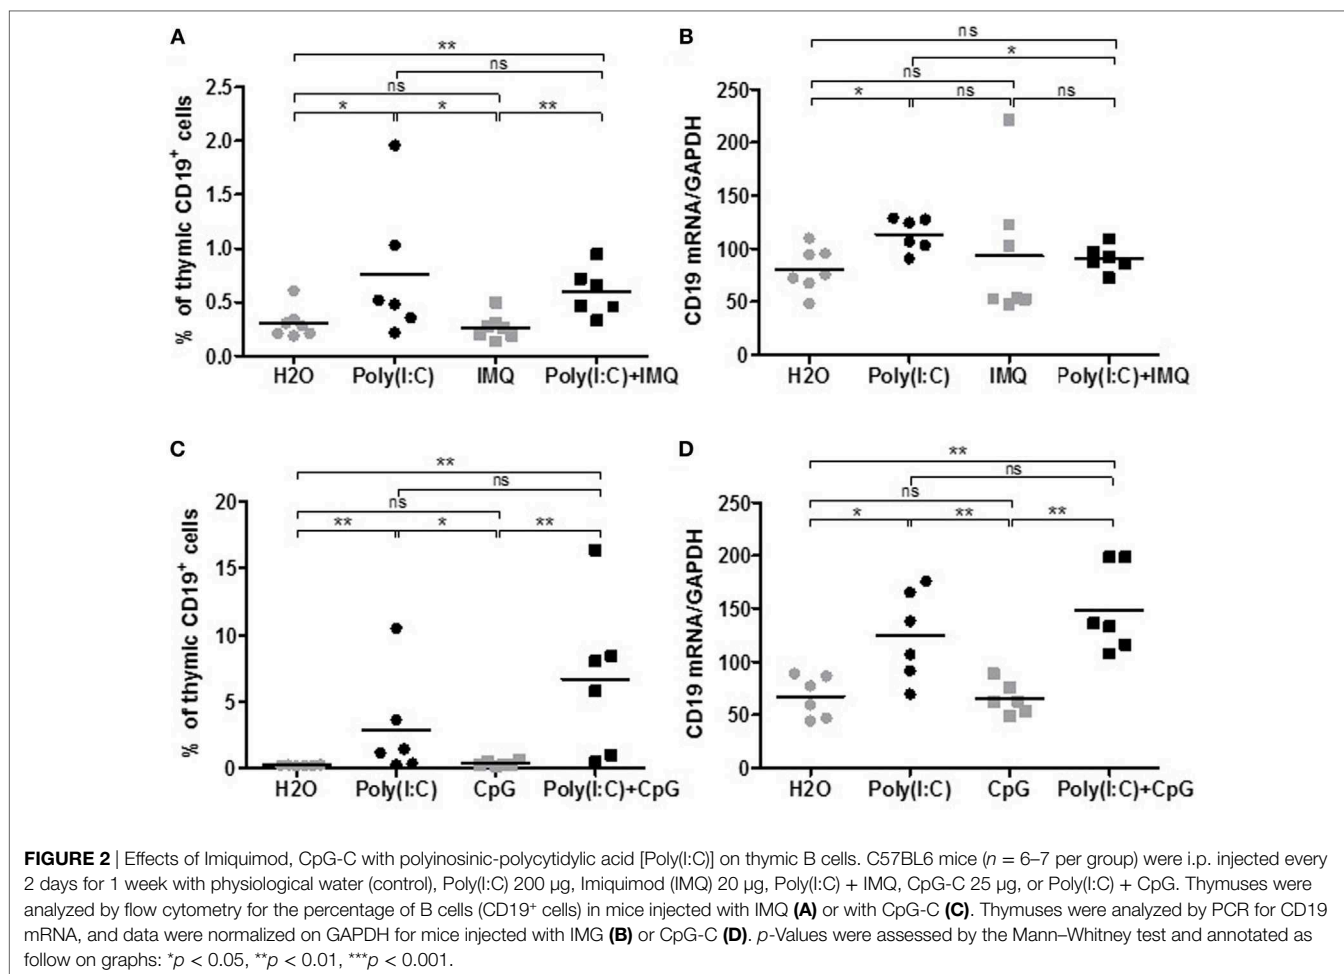 A
**
ns
ns
* * **
% of thymic CD19+ cells
2.5
2.0
1.5
1.0
0.5
0.0
H2O Poly(I:C) IMQ Poly(I:C)+IMQ
B
ns
*
ns
* ns ns
CD19 mRNA/GAPDH
250
200
150
100
50
0
H2O Poly(I:C) IMQ Poly(I:C)+IMQ
C
**
ns
ns
** * **
% of thymic CD19+ cells
20
15
10
5
0
H2O Poly(I:C) CpG Poly(I:C)+CpG
D
**
ns
ns
* ** **
CD19 mRNA/GAPDH
250
200
150
100
50
0
H2O Poly(I:C) CpG Poly(I:C)+CpG
FIGURE 2 | Effects of Imiquimod, CpG-C with polyinosinic-polycytidylic acid [Poly(I:C)] on thymic B cells. C57BL6 mice (n = 6–7 per group) were i.p. injected every
2 days for 1 week with physiological water (control), Poly(I:C) 200 µg, Imiquimod (IMQ) 20 µg, Poly(I:C) + IMQ, CpG-C 25 µg, or Poly(I:C) + CpG. Thymuses were
analyzed by flow cytometry for the percentage of B cells (CD19+ cells) in mice injected with IMQ (A) or with CpG-C (C). Thymuses were analyzed by PCR for CD19
mRNA, and data were normalized on GAPDH for mice injected with IMG (B) or CpG-C (D). p-Values were assessed by the Mann–Whitney test and annotated as
follow on graphs: *p < 0.05, **p < 0.01, ***p < 0.001.